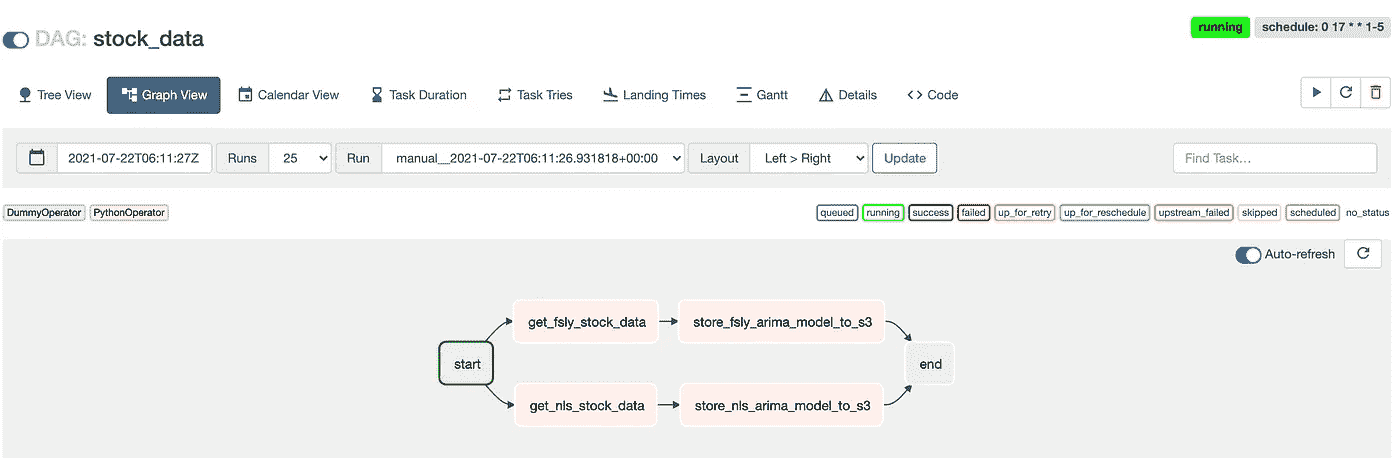 DAG: stock_data
running
schedule: 0 17 * * 1-5
Tree View
Graph View
Calendar View
Task Duration
Task Tries
Landing Times
Gantt
Details
Code
2021-07-22T06:11:27Z
Runs
25
Run
manual__2021-07-22T06:11:26.931818+00:00
Layout
Left > Right
Update
Find Task...
DummyOperator
PythonOperator
queued
running
success
failed
up_for_retry
up_for_reschedule
upstream_failed
skipped
scheduled
no_status
Auto-refresh
get_fsly_stock_data
store_fsly_arima_model_to_s3
start
end
get_nls_stock_data
store_nls_arima_model_to_s3